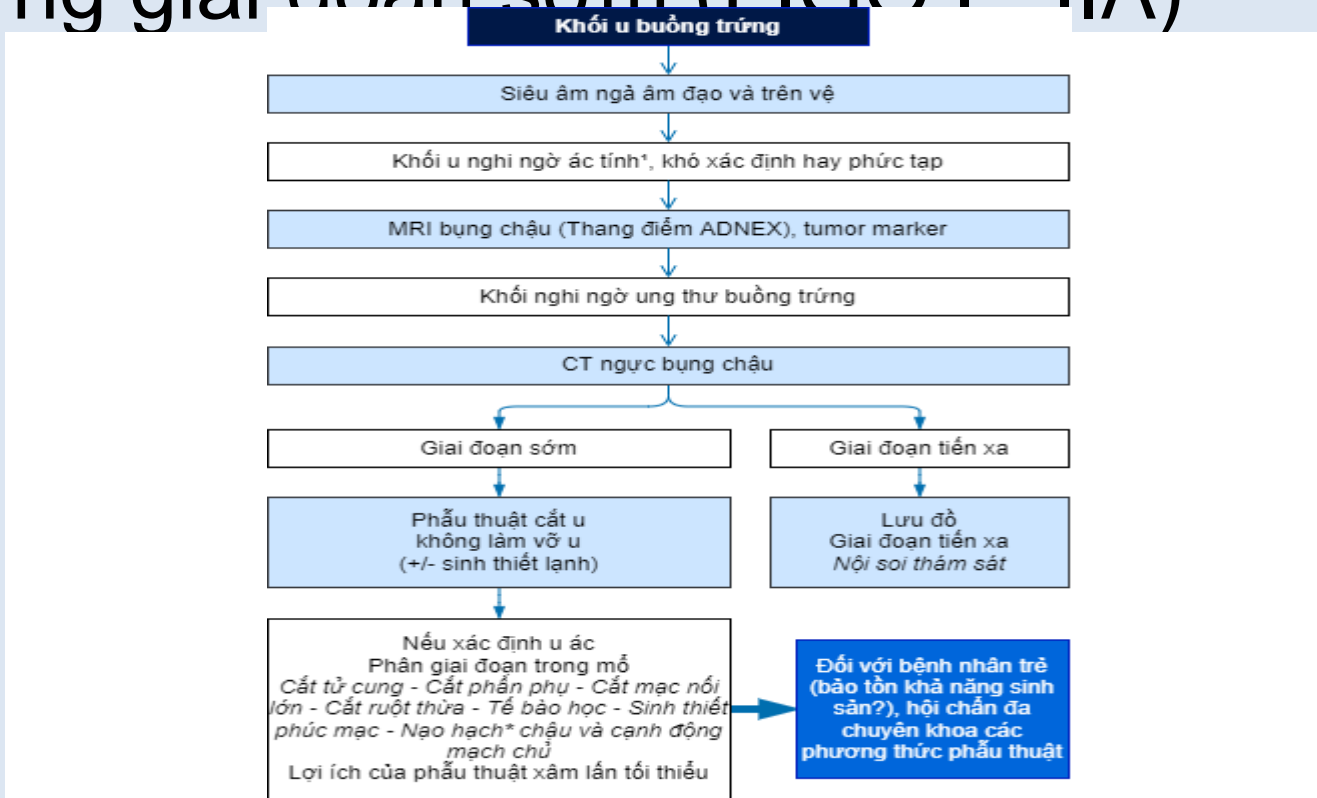 giai đoạn sớm (FIGO I - IIA)
Khối u buồng trứng
Siêu âm ngả âm đạo và trên vệ
Khối u nghi ngờ ác tính¹, khó xác định hay phức tạp
MRI bụng chậu (Thang điểm ADNEX), tumor marker
Khối nghi ngờ ung thư buồng trứng
CT ngực bụng chậu
Giai đoạn sớm
Giai đoạn tiến xa
Phẫu thuật cắt u
không làm vỡ u
(+/- sinh thiết lạnh)
Lưu đồ
Giai đoạn tiến xa
Nội soi thám sát
Nếu xác định u ác
Phân giai đoạn trong mổ
Cắt tử cung - Cắt phần phụ - Cắt mạc nối
lớn - Cắt ruột thừa - Tế bào học - Sinh thiết
phúc mạc - Nạo hạch* chậu và cạnh động
mạch chủ
Lợi ích của phẫu thuật xâm lấn tối thiểu
Đối với bệnh nhân trẻ
(bảo tồn khả năng sinh
sản?), hội chẩn đa
chuyên khoa các
phương thức phẫu thuật